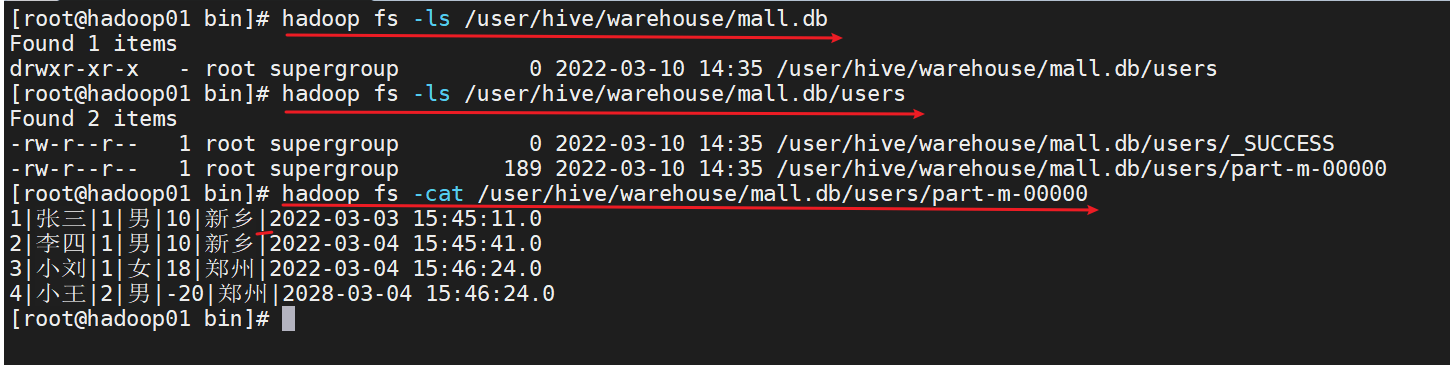 [root@hadoop01 bin]# hadoop fs -ls /user/hive/warehouse/mall.db
Found 1 items
drwxr-xr-x   - root supergroup          0 2022-03-10 14:35 /user/hive/warehouse/mall.db/users
[root@hadoop01 bin]# hadoop fs -ls /user/hive/warehouse/mall.db/users
Found 2 items
-rw-r--r--   1 root supergroup          0 2022-03-10 14:35 /user/hive/warehouse/mall.db/users/_SUCCESS
-rw-r--r--   1 root supergroup        189 2022-03-10 14:35 /user/hive/warehouse/mall.db/users/part-m-00000
[root@hadoop01 bin]# hadoop fs -cat /user/hive/warehouse/mall.db/users/part-m-00000
1|张三|1|男|10|新乡|2022-03-03 15:45:11.0
2|李四|1|男|10|新乡|2022-03-04 15:45:41.0
3|小刘|1|女|18|郑州|2022-03-04 15:46:24.0
4|小王|2|男|-20|郑州|2028-03-04 15:46:24.0
[root@hadoop01 bin]#